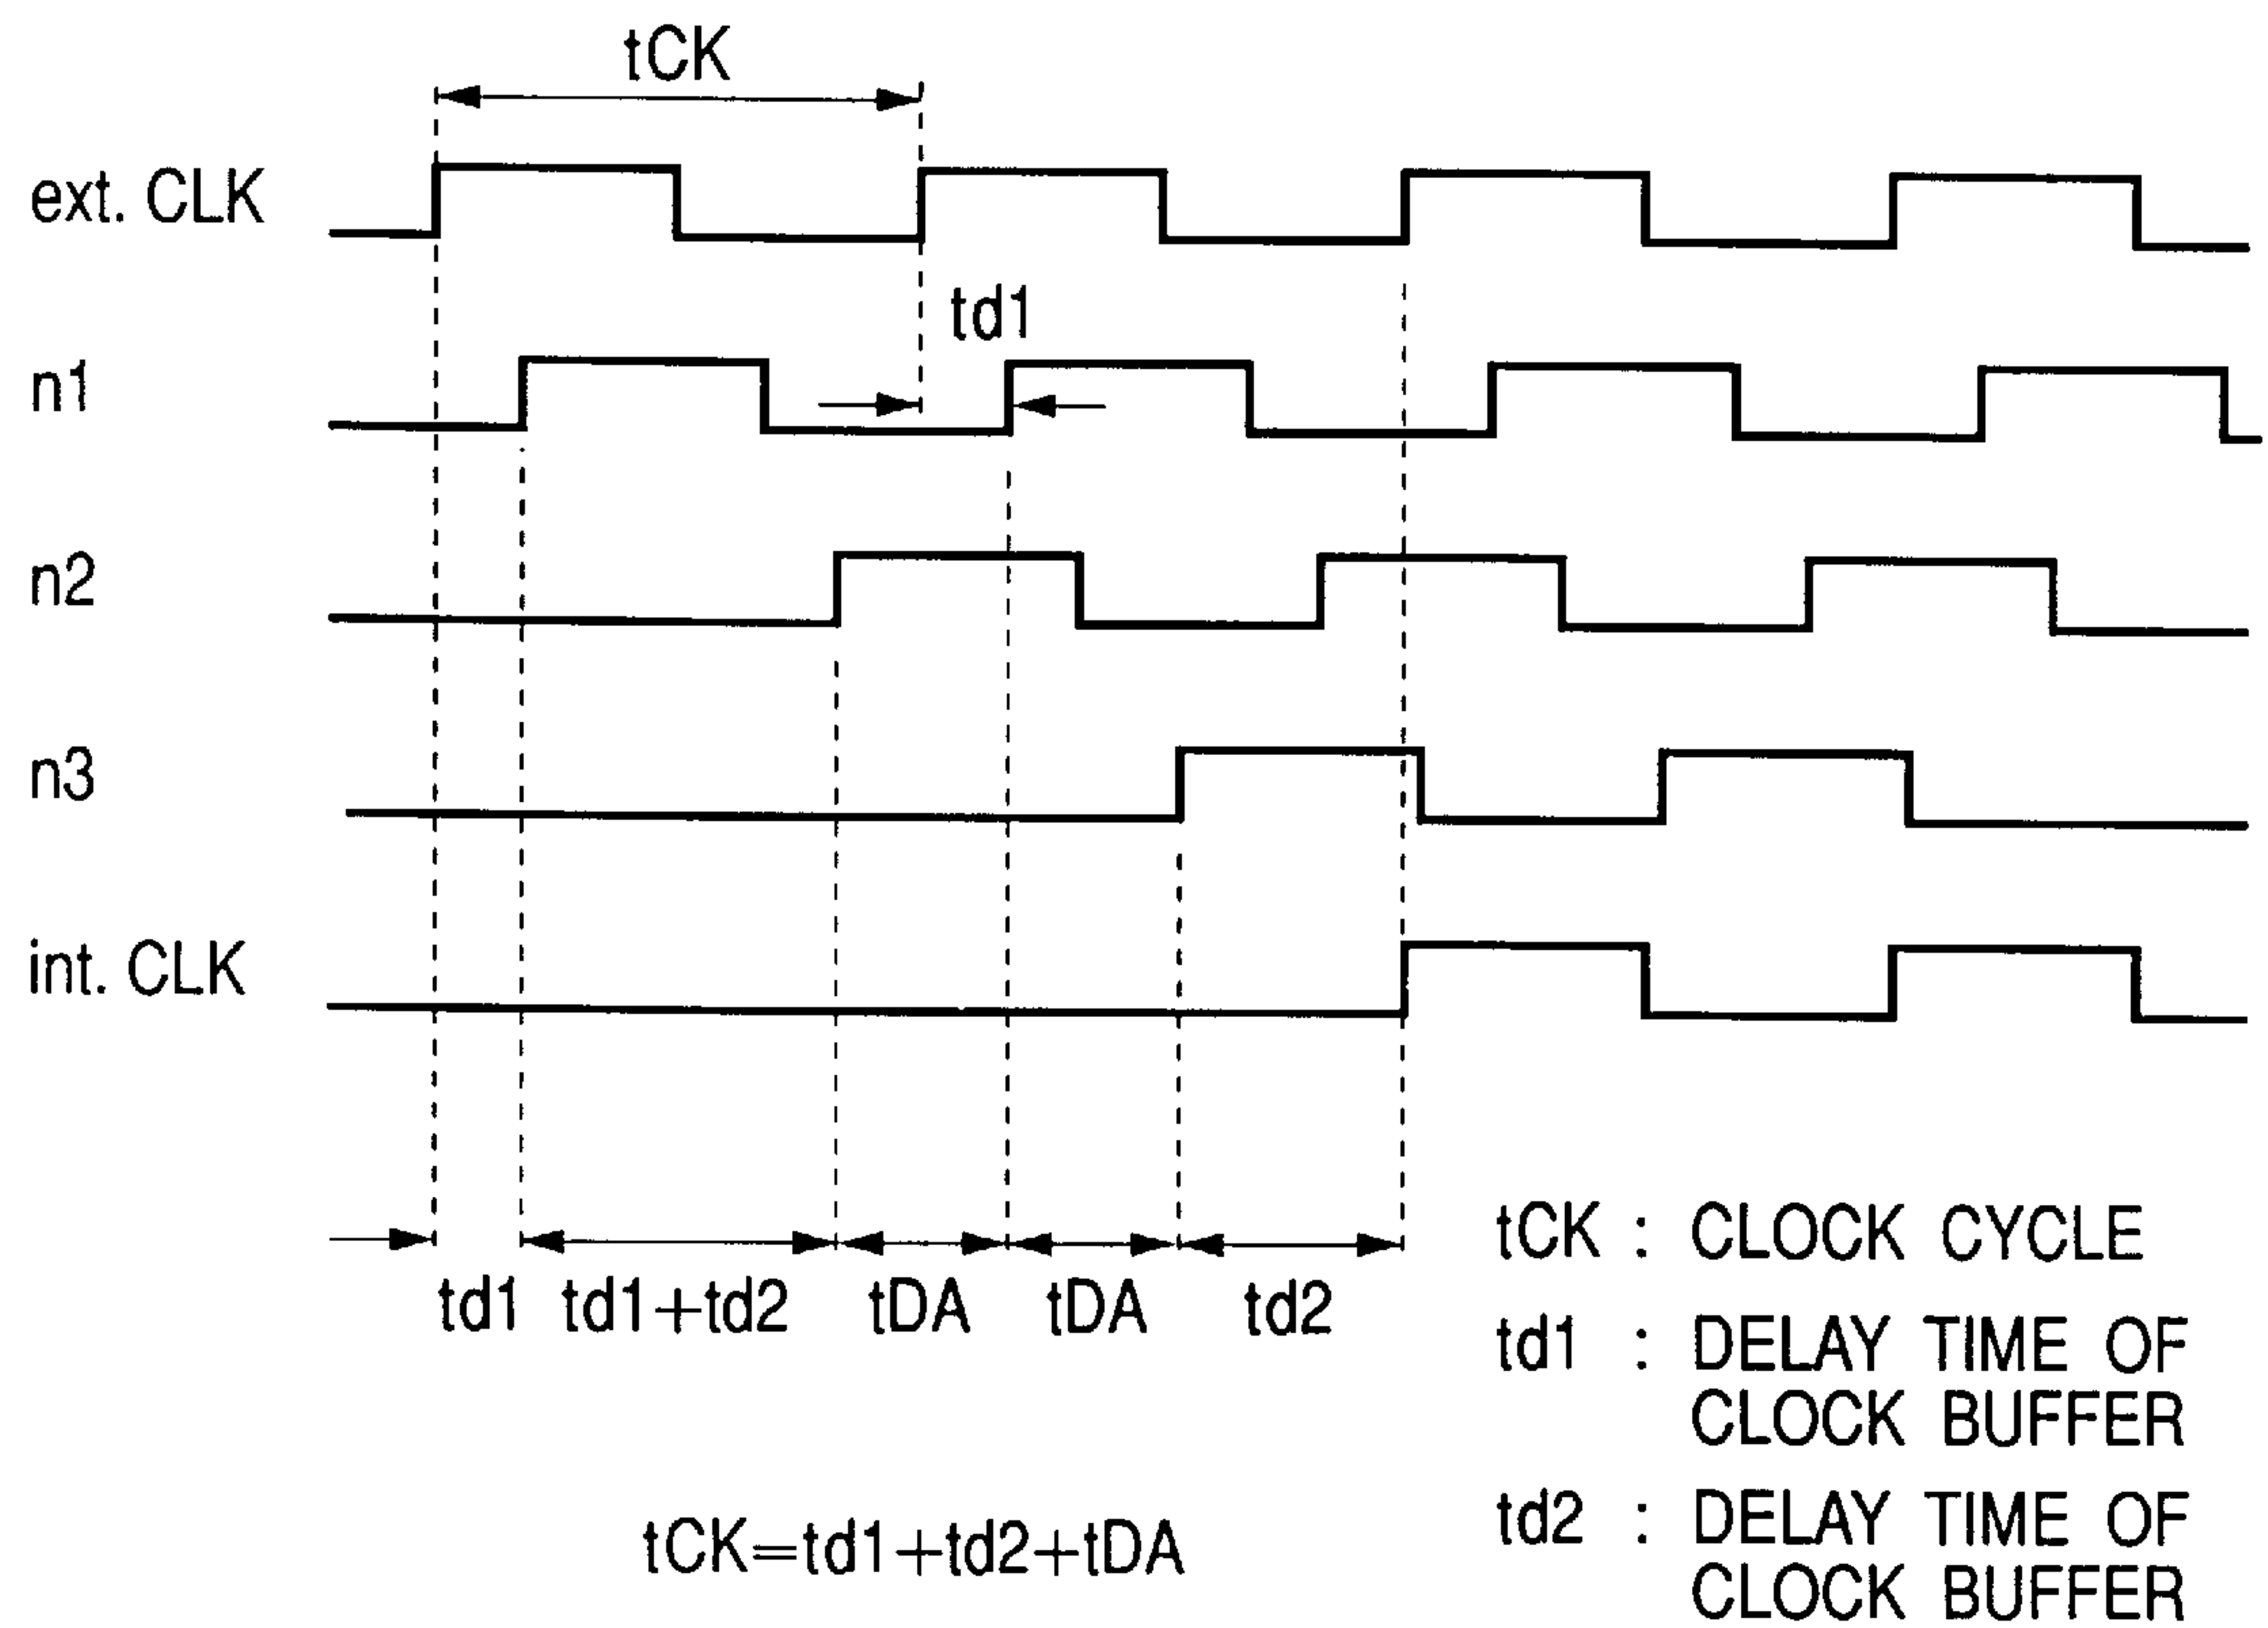 tCK
ext. CLK
td1
n1
n2
n3
int. CLK
td1 td1+td2 tDA tDA td2
tCK=td1+td2+tDA
tCK : CLOCK CYCLE
td1 : DELAY TIME OF
CLOCK BUFFER
td2 : DELAY TIME OF
CLOCK BUFFER